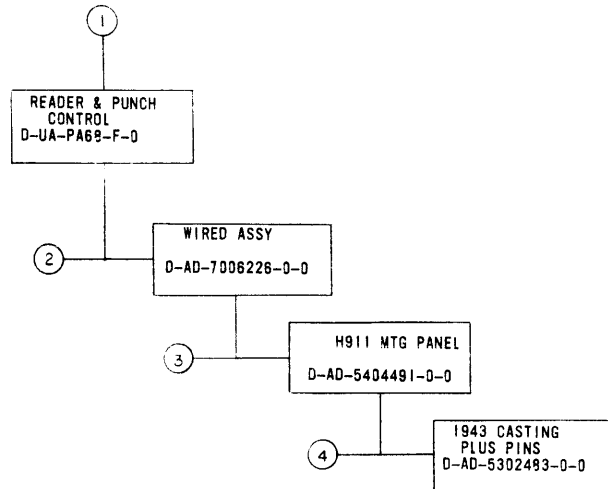 1
READER & PUNCH
CONTROL
D-UA-PA68-F-0
2
WIRED ASSY
D-AD-7006226-0-0
3
H911 MTG PANEL
D-AD-5404491-0-0
4
1943 CASTING
PLUS PINS
D-AD-5302483-0-0